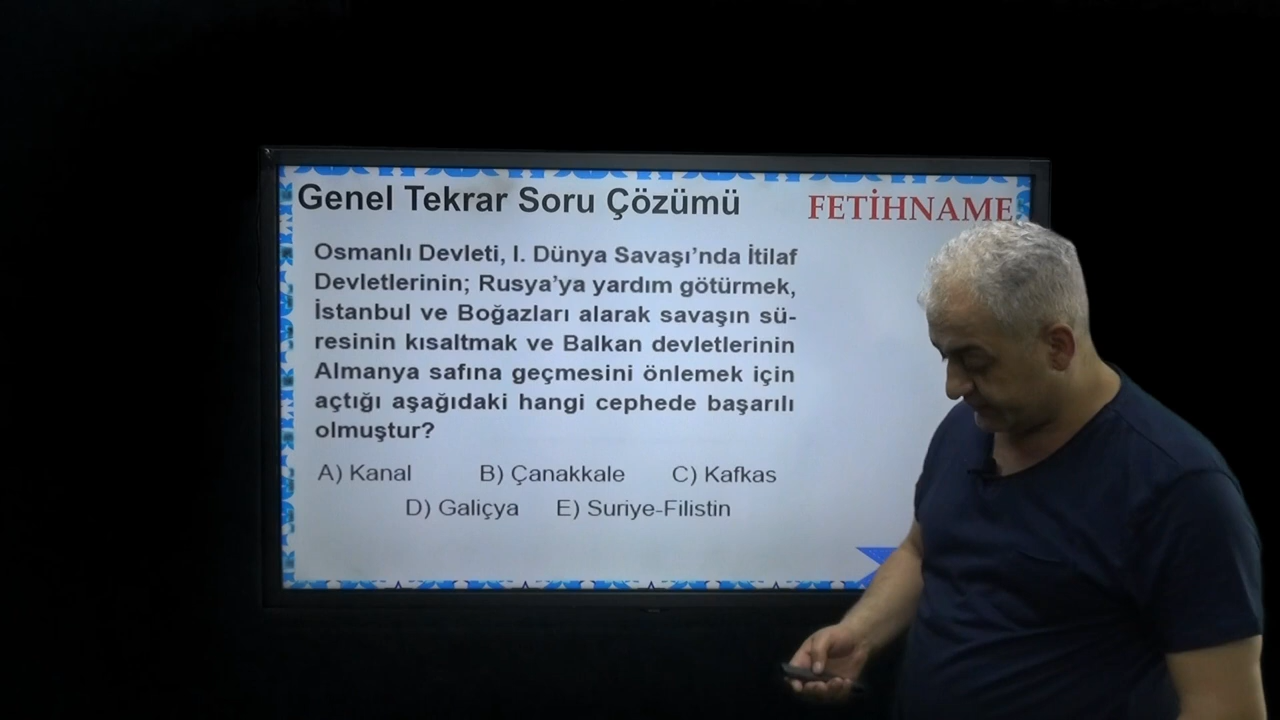 Genel Tekrar Soru Çözümü
FETİHNAME
Osmanlı Devleti, I. Dünya Savaşı’nda İtilaf
Devletlerinin; Rusya’ya yardım götürmek,
İstanbul ve Boğazları alarak savaşın sü-
resinin kısaltmak ve Balkan devletlerinin
Almanya safına geçmesini önlemek için
açtığı aşağıdaki hangi cephede başarılı
olmuştur?
A) Kanal B) Çanakkale C) Kafkas
D) Galiçya E) Suriye-Filistin